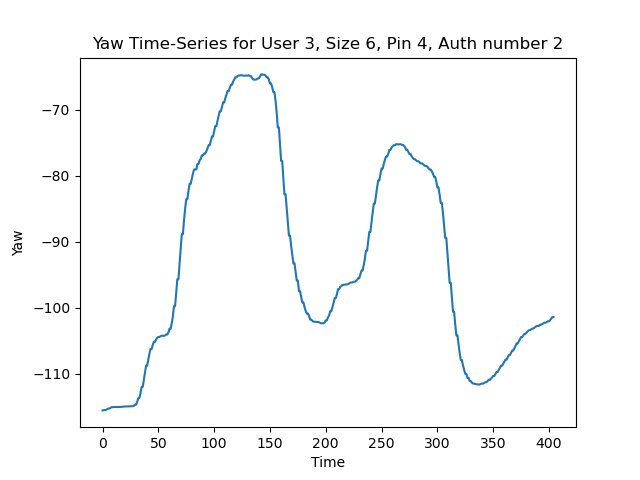 Yaw Time-Series for User 3, Size 6, Pin 4, Auth number 2
−70
−80
−90
−100
−110
Yaw
0 50 100 150 200 250 300 350 400
Time